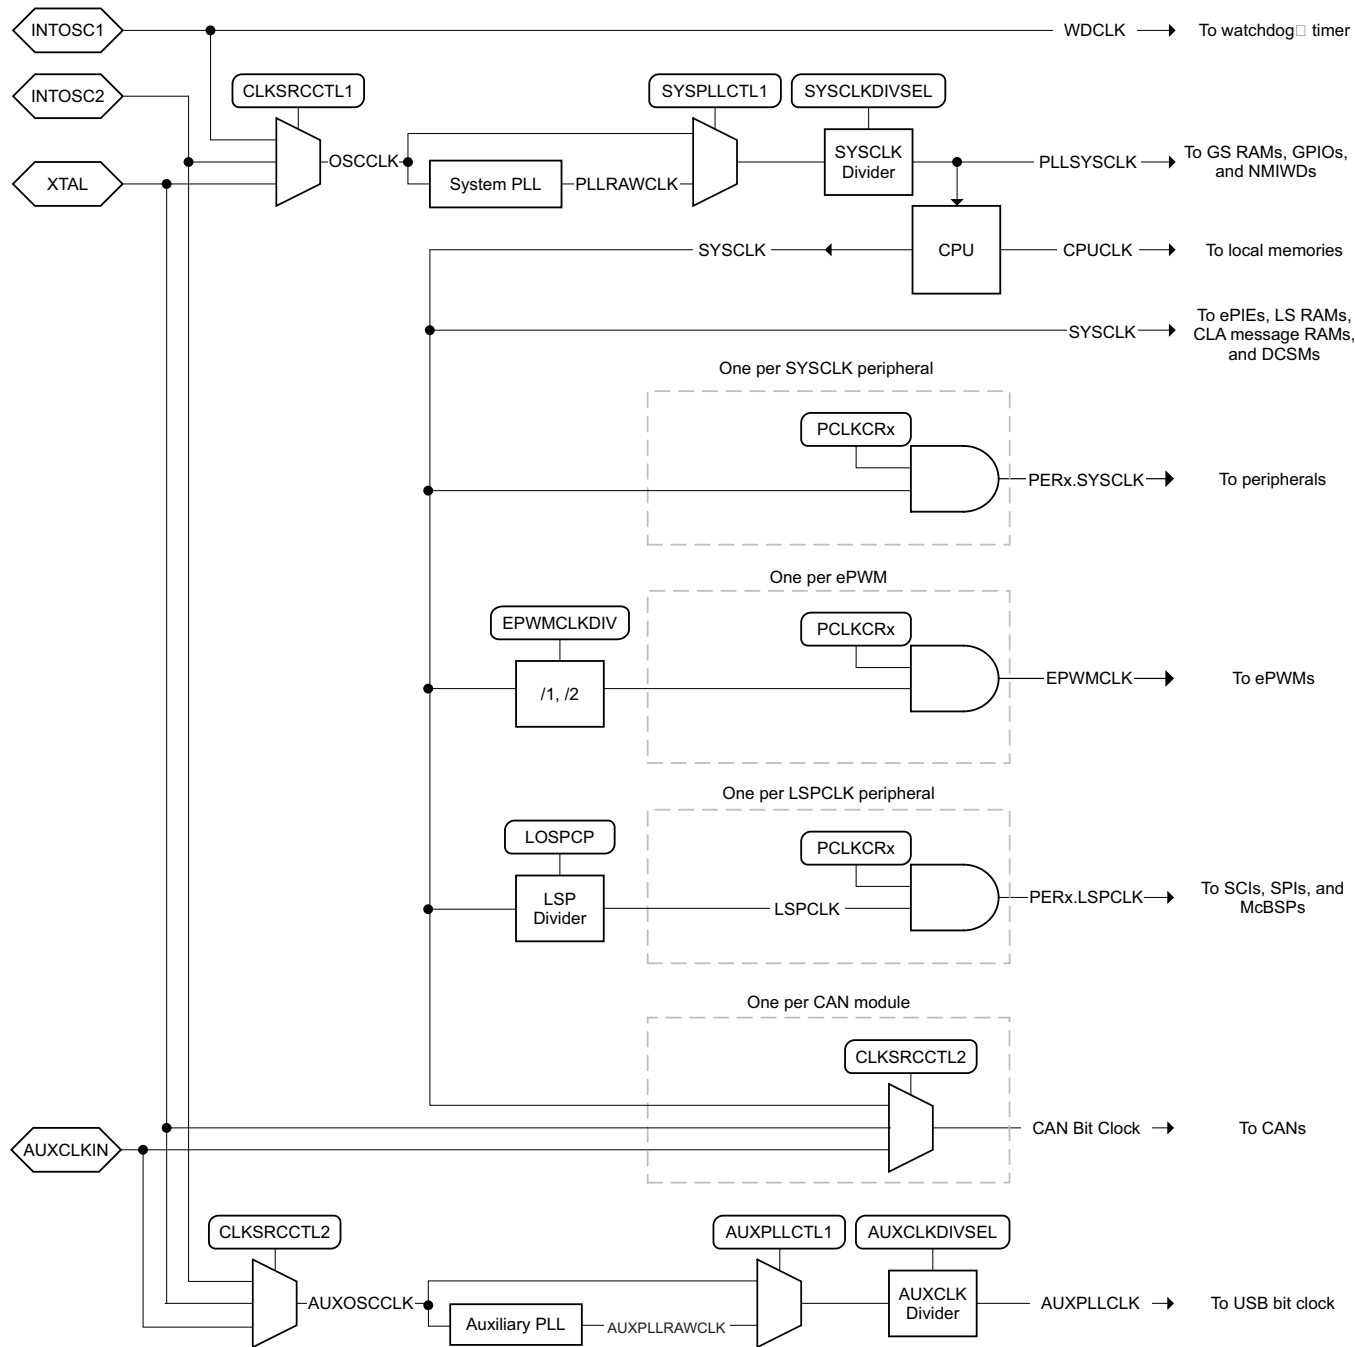 INTOSC1
WDCLK
To watchdog□ timer
INTOSC2
CLKSRCCTL1
SYSPLLCTL1
SYSCLKDIVSEL
XTAL
OSCCLK
System PLL
PLLRAWCLK
SYSCLK
Divider
PLLSYSCLK
To GS RAMs, GPIOs,
and NMIWDs
SYSCLK
CPU
CPUCLK
To local memories
SYSCLK
To ePIEs, LS RAMs,
CLA message RAMs,
and DCSMs
One per SYSCLK peripheral
PCLKCRx
PERx.SYSCLK
To peripherals
One per ePWM
EPWMCLKDIV
PCLKCRx
/1, /2
EPWMCLK
To ePWMs
One per LSPCLK peripheral
LOSPCP
PCLKCRx
LSP
Divider
LSPCLK
PERx.LSPCLK
To SCIs, SPIs, and
McBSPs
One per CAN module
CLKSRCCTL2
AUXCLKIN
CAN Bit Clock
To CANs
CLKSRCCTL2
AUXPLLCTL1
AUXCLKDIVSEL
AUXOSCCLK
Auxiliary PLL
AUXPLLRAWCLK
AUXCLK
Divider
AUXPLLCLK
To USB bit clock